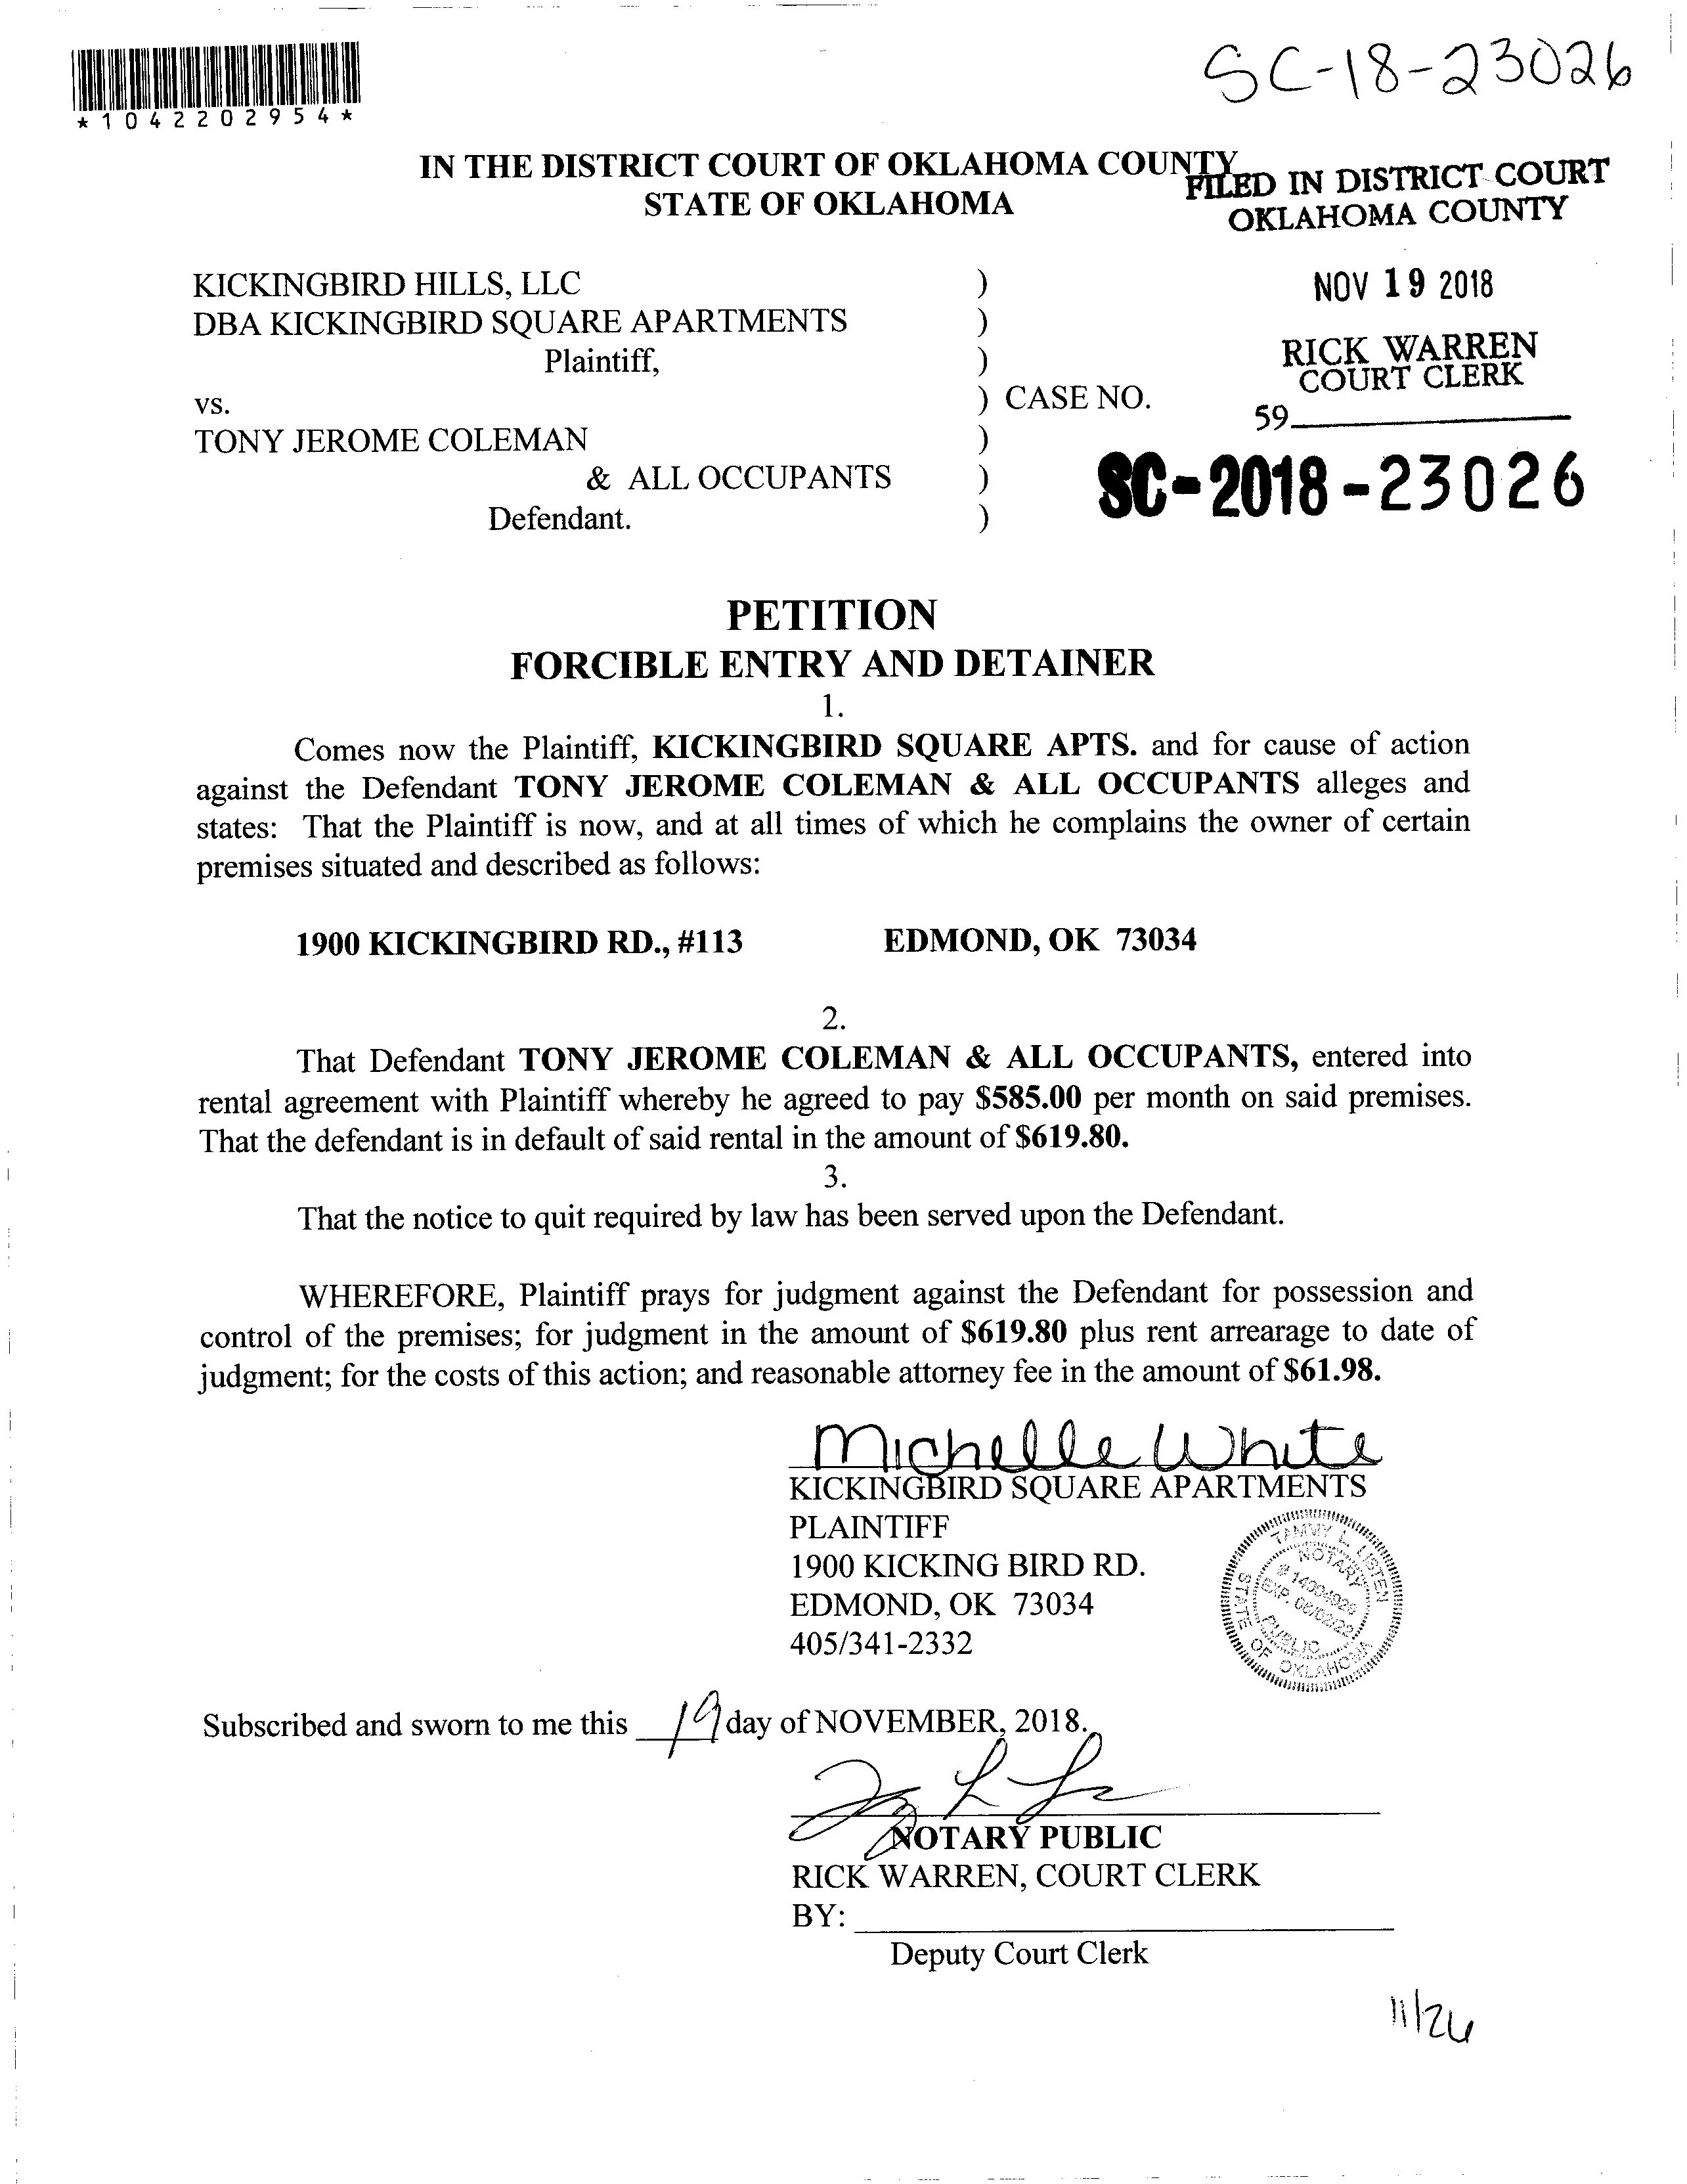 SC-18-23026
*1042202954*
IN THE DISTRICT COURT OF OKLAHOMA COUNTY
STATE OF OKLAHOMA
FILED IN DISTRICT COURT
OKLAHOMA COUNTY
NOV 19 2018
RICK WARREN
COURT CLERK
59
KICKINGBIRD HILLS, LLC )
DBA KICKINGBIRD SQUARE APARTMENTS )
Plaintiff, )
vs. ) CASE NO.
TONY JEROME COLEMAN )
& ALL OCCUPANTS )
Defendant. )
SC-2018-23026
PETITION
FORCIBLE ENTRY AND DETAINER
1.
Comes now the Plaintiff, KICKINGBIRD SQUARE APTS. and for cause of action
against the Defendant TONY JEROME COLEMAN & ALL OCCUPANTS alleges and
states: That the Plaintiff is now, and at all times of which he complains the owner of certain
premises situated and described as follows:
1900 KICKINGBIRD RD., #113 EDMOND, OK 73034
2.
That Defendant TONY JEROME COLEMAN & ALL OCCUPANTS, entered into
rental agreement with Plaintiff whereby he agreed to pay $585.00 per month on said premises.
That the defendant is in default of said rental in the amount of $619.80.
3.
That the notice to quit required by law has been served upon the Defendant.
WHEREFORE, Plaintiff prays for judgment against the Defendant for possession and
control of the premises; for judgment in the amount of $619.80 plus rent arrearage to date of
judgment; for the costs of this action; and reasonable attorney fee in the amount of $61.98.
Michelle White
KICKINGBIRD SQUARE APARTMENTS
PLAINTIFF
1900 KICKING BIRD RD.
EDMOND, OK 73034
405/341-2332
TAMMY L. LISTEN
NOTARY
# 14004926
EXP. 06/02/22
PUBLIC
STATE OF OKLAHOMA
Subscribed and sworn to me this 19 day of NOVEMBER, 2018.
NOTARY PUBLIC
RICK WARREN, COURT CLERK
BY:
Deputy Court Clerk
11/26